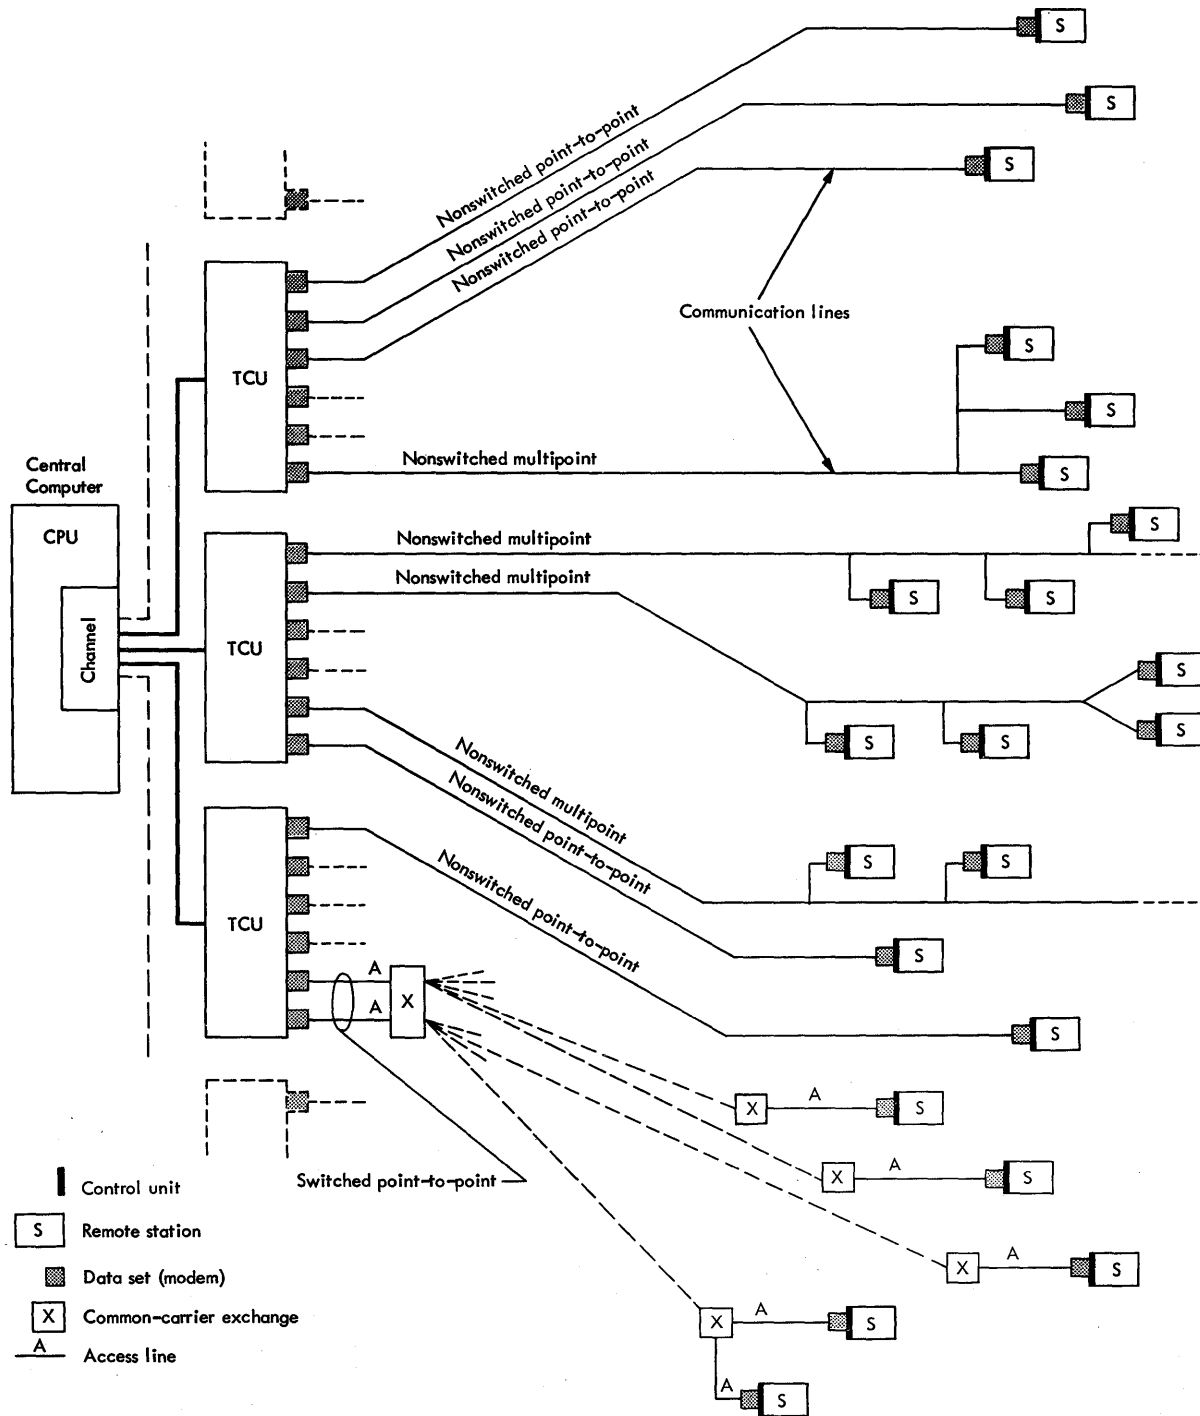 S
Nonswitched point-to-point
S
Nonswitched point-to-point
S
Nonswitched point-to-point
Communication lines
TCU
S
S
Nonswitched multipoint
S
Central
Computer
CPU
Channel
Nonswitched multipoint
S
Nonswitched multipoint
S
S
TCU
S
S
S
S
Nonswitched multipoint
Nonswitched point-to-point
S
S
Nonswitched point-to-point
TCU
S
A
X
A
S
X
A
S
X
A
S
Switched point-to-point
X
A
S
X
A
S
A
S
Control unit
S
Remote station
Data set (modem)
X
Common-carrier exchange
A
Access line